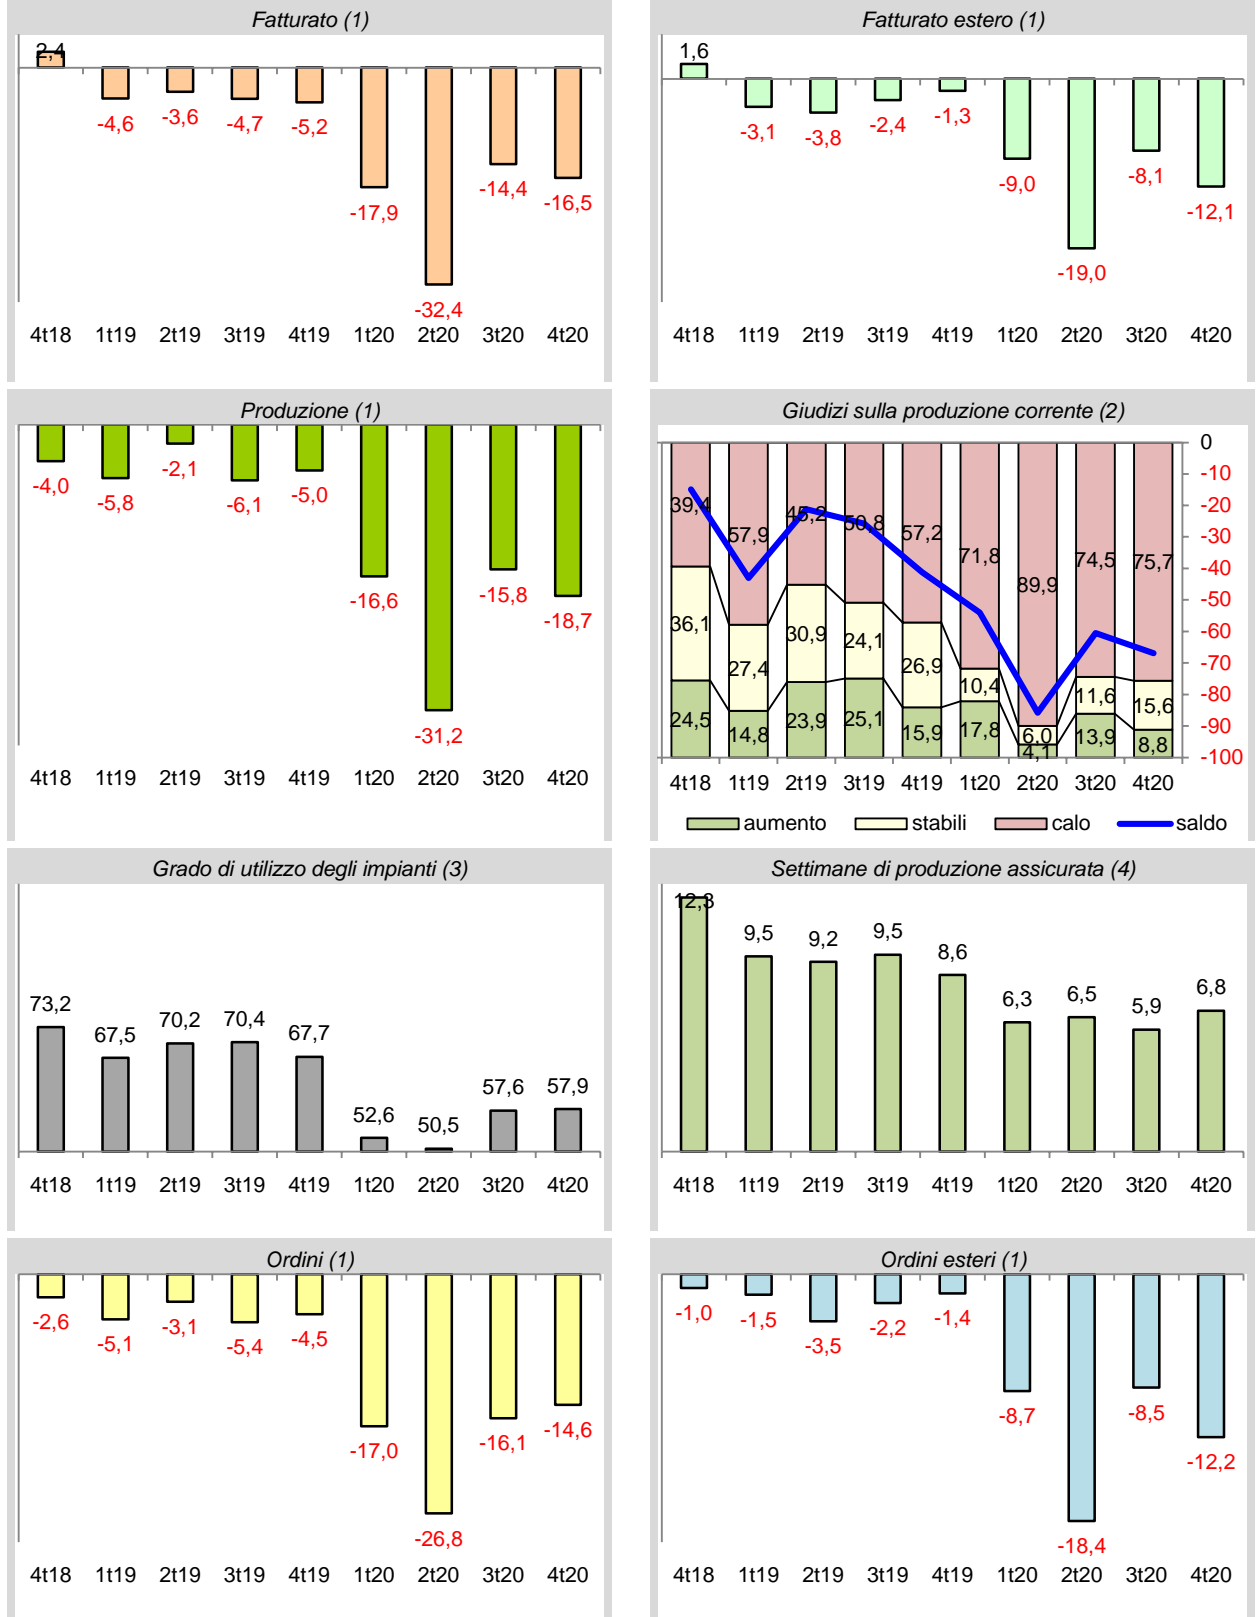 Fatturato (1)
2,4
-4,6 -3,6 -4,7 -5,2 -17,9 -32,4 -14,4 -16,5
4t18 1t19 2t19 3t19 4t19 1t20 2t20 3t20 4t20
Fatturato estero (1)
1,6
-3,1 -3,8 -2,4 -1,3 -9,0 -19,0 -8,1 -12,1
4t18 1t19 2t19 3t19 4t19 1t20 2t20 3t20 4t20
Produzione (1)
-4,0 -5,8 -2,1 -6,1 -5,0 -16,6 -31,2 -15,8 -18,7
4t18 1t19 2t19 3t19 4t19 1t20 2t20 3t20 4t20
Giudizi sulla produzione corrente (2)
39,4 57,9 45,2 50,8 57,2 71,8 89,9 74,5 75,7
36,1 27,4 30,9 24,1 26,9 10,4 6,0 11,6 15,6
24,5 14,8 23,9 25,1 15,9 17,8 4,1 13,9 8,8
0
-10
-20
-30
-40
-50
-60
-70
-80
-90
-100
4t18 1t19 2t19 3t19 4t19 1t20 2t20 3t20 4t20
aumento stabili calo saldo
Grado di utilizzo degli impianti (3)
73,2 67,5 70,2 70,4 67,7 52,6 50,5 57,6 57,9
4t18 1t19 2t19 3t19 4t19 1t20 2t20 3t20 4t20
Settimane di produzione assicurata (4)
12,3 9,5 9,2 9,5 8,6 6,3 6,5 5,9 6,8
4t18 1t19 2t19 3t19 4t19 1t20 2t20 3t20 4t20
Ordini (1)
-2,6 -5,1 -3,1 -5,4 -4,5 -17,0 -26,8 -16,1 -14,6
4t18 1t19 2t19 3t19 4t19 1t20 2t20 3t20 4t20
Ordini esteri (1)
-1,0 -1,5 -3,5 -2,2 -1,4 -8,7 -18,4 -8,5 -12,2
4t18 1t19 2t19 3t19 4t19 1t20 2t20 3t20 4t20